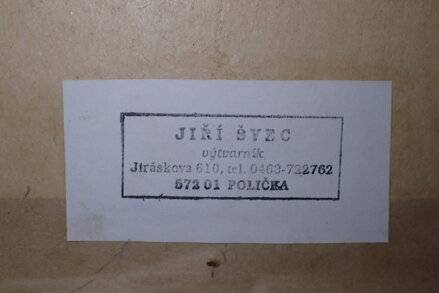 JIŘÍ ŠVEC
výtvarník
Jiráskova 610, tel. 0463-722762
572 01 POLIČKA